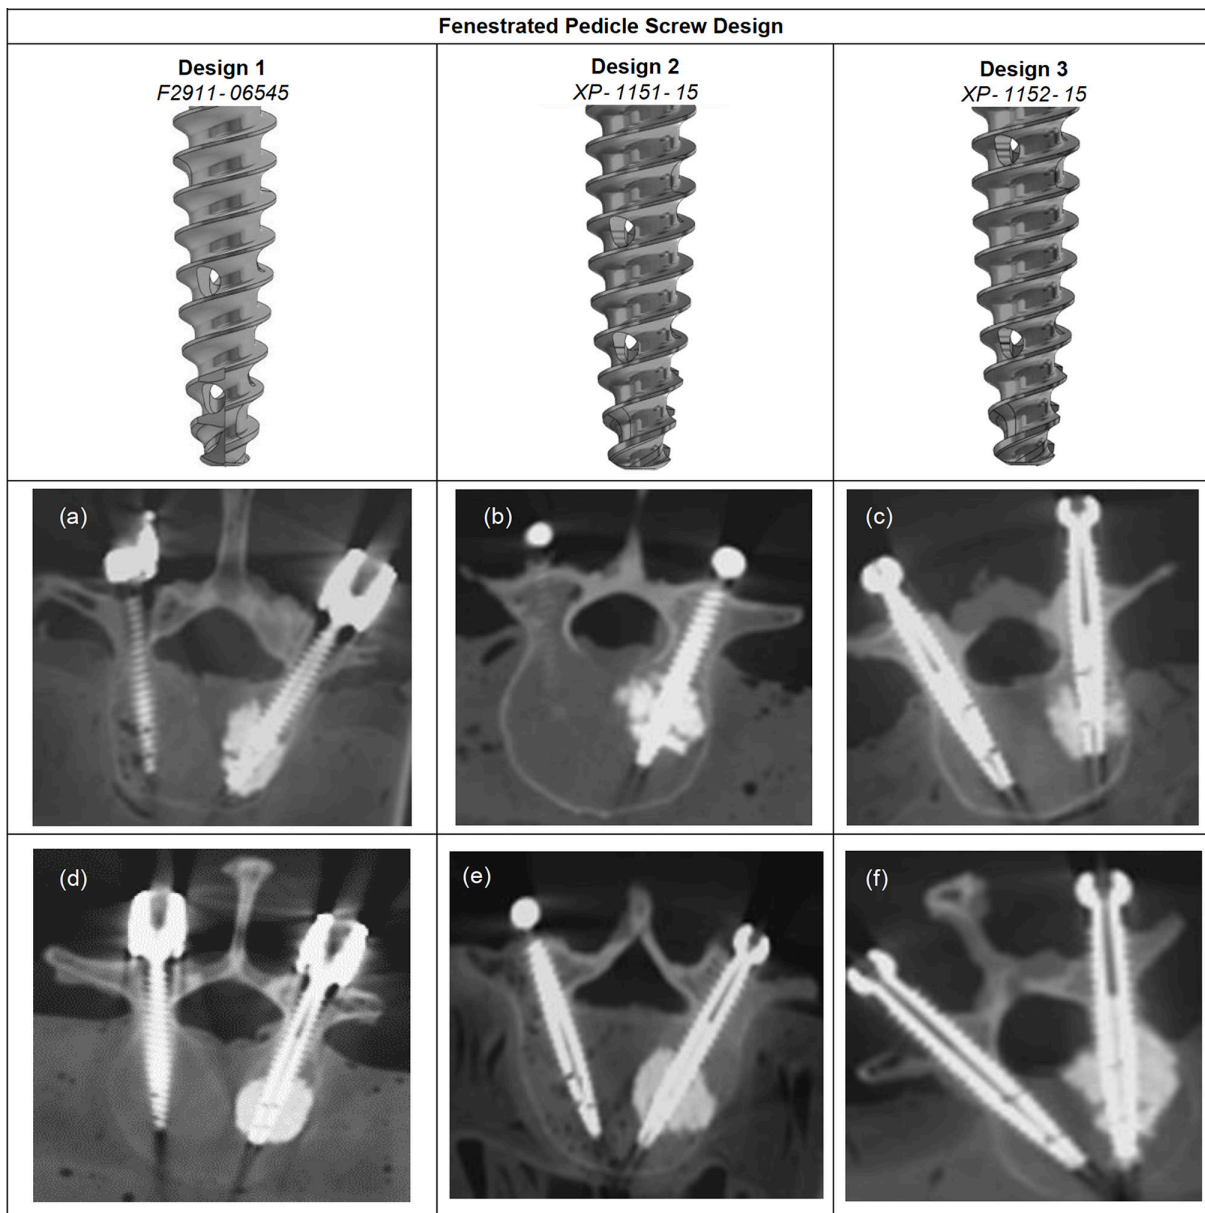 Fenestrated Pedicle Screw Design
Design 1
F2911-06545
Design 2
XP-1151-15
Design 3
XP-1152-15
(a)
(b)
(c)
(d)
(e)
(f)